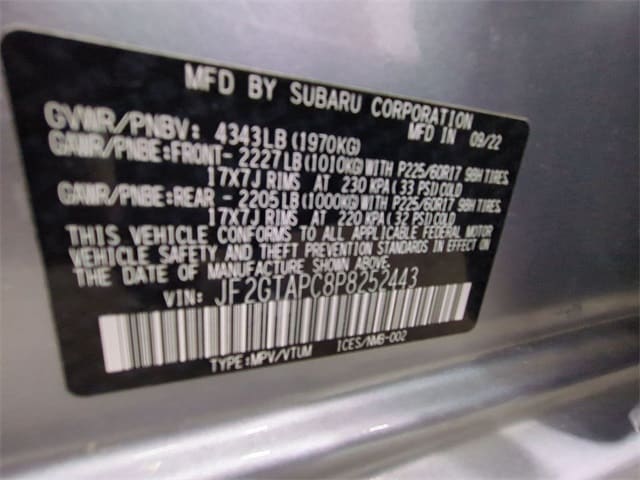 MFD BY SUBARU CORPORATION
GVWR/PNBV: 4343LB (1970KG) MFD IN 09/22
GAWR/PNBE:FRONT- 2227LB (1010KG) WITH P225/60R17 98H TIRES,
17X7J RIMS AT 230 KPA (33 PSI) COLD
GAWR/PNBE:REAR - 2205LB (1000KG) WITH P225/60R17 98H TIRES,
17X7J RIMS AT 220 KPA (32 PSI) COLD
THIS VEHICLE CONFORMS TO ALL APPLICABLE FEDERAL MOTOR
VEHICLE SAFETY AND THEFT PREVENTION STANDARDS IN EFFECT ON
THE DATE OF MANUFACTURE SHOWN ABOVE.
VIN: JF2GTAPC8P8252443
TYPE:MPV/VTUM ICES/NMB-002